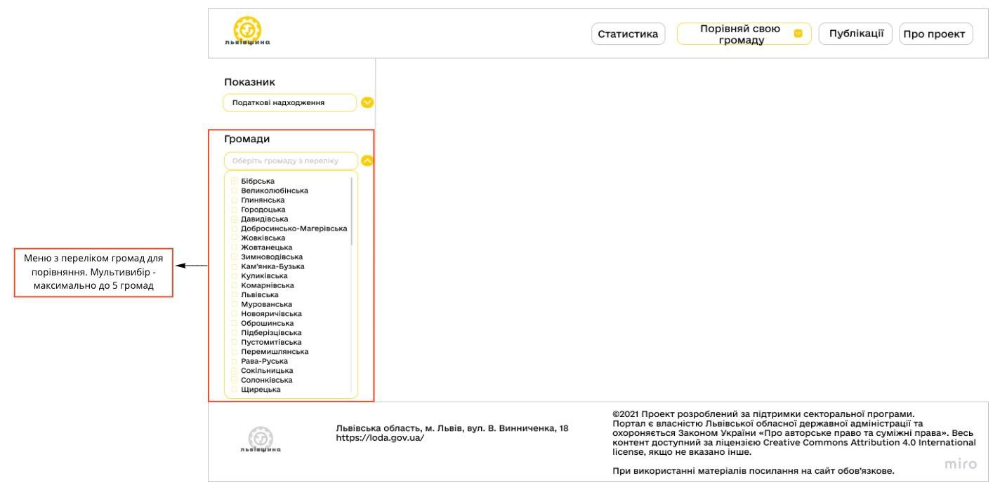 львівщина
Статистика
Порівняй свою
громаду
Публікації
Про проект
Показник
Податкові надходження
Громади
Оберіть громаду з переліку
Бібрська
Великолюбінська
Глинянська
Городоцька
Давидівська
Добросинсько-Магерівська
Жовківська
Жовтанецька
Зимноводівська
Кам'янка-Бузька
Куликівська
Комарнівська
Львівська
Мурованська
Новояричівська
Оброшинська
Підберізцівська
Пустомитівська
Перемишлянська
Рава-Руська
Сокільницька
Солонківська
Щирецька
Меню з переліком громад для
порівняння. Мультивибір -
максимально до 5 громад
львівщина
Львівська область, м. Львів, вул. В. Винниченка, 18
https://loda.gov.ua/
©2021 Проект розроблений за підтримки секторальної програми.
Портал є власністю Львівської обласної державної адміністрації та
охороняється Законом України «Про авторське право та суміжні права». Весь
контент доступний за ліцензією Creative Commons Attribution 4.0 International
license, якщо не вказано інше.
При використанні матеріалів посилання на сайт обов'язкове.
miro